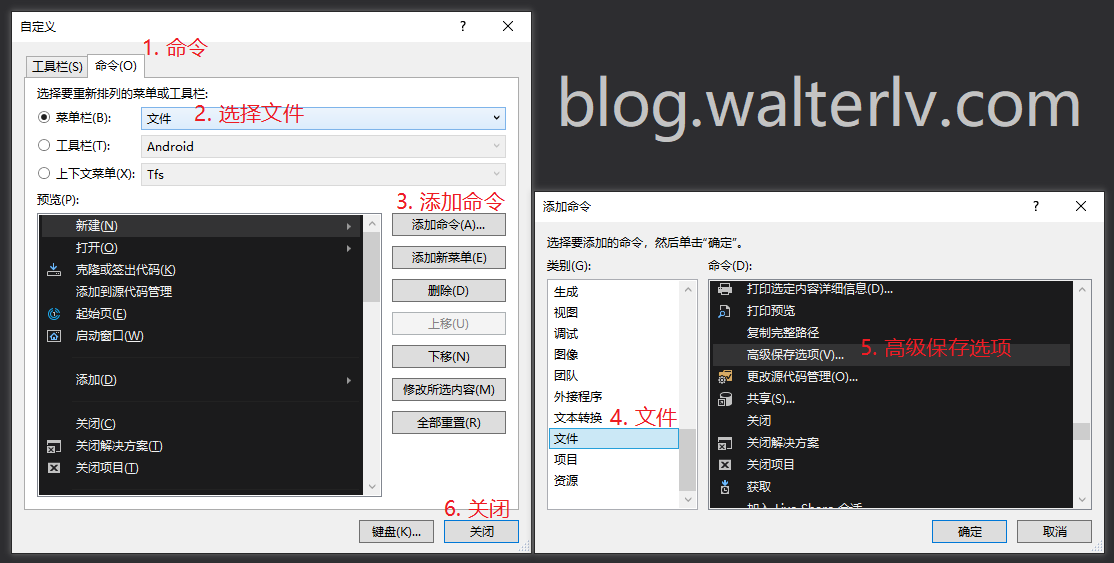 自定义
?
1. 命令
工具栏(S)
命令(O)
选择要重新排列的菜单或工具栏:
菜单栏(B):
文件
2. 选择文件
工具栏(T):
Android
上下文菜单(X):
Tfs
预览(P):
3. 添加命令
新建(N)
打开(O)
克隆或签出代码(K)
添加到源代码管理
起始页(E)
启动窗口(W)
添加(D)
关闭(C)
关闭解决方案(T)
关闭项目(T)
添加命令(A)...
添加新菜单(E)
删除(D)
上移(U)
下移(N)
修改所选内容(M)
全部重置(R)
6. 关闭
键盘(K)...
关闭
blog.walterlv.com
添加命令
?
选择要添加的命令，然后单击“确定”。
类别(G):
生成
视图
调试
图像
团队
外接程序
文本转换
文件
项目
资源
4. 文件
命令(D):
打印选定内容详细信息(D)...
打印预览
复制完整路径
高级保存选项(V)...
5. 高级保存选项
更改源代码管理(O)...
共享(S)...
关闭
关闭解决方案
关闭项目
获取
加入 Live Share 会话
确定
取消